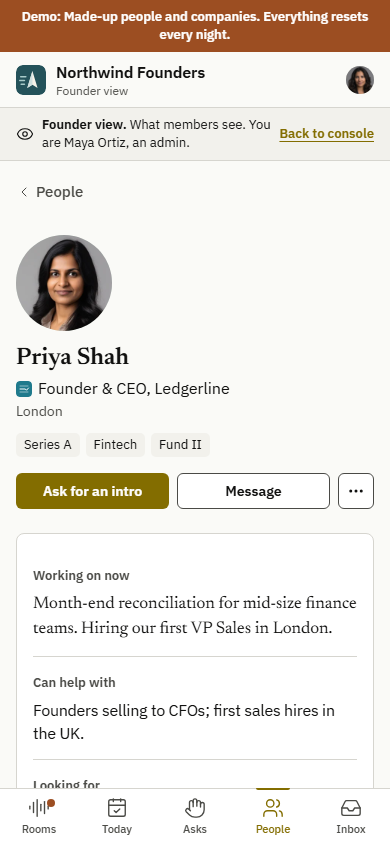 Demo: Made-up people and companies. Everything resets
every night.
Northwind Founders
Founder view
Founder view. What members see. You
are Maya Ortiz, an admin.
Back to console
People
Priya Shah
Founder & CEO, Ledgerline
London
Series A
Fintech
Fund II
Ask for an intro
Message
Working on now
Month-end reconciliation for mid-size finance
teams. Hiring our first VP Sales in London.
Can help with
Founders selling to CFOs; first sales hires in
the UK.
Looking for
Rooms
Today
Asks
People
Inbox